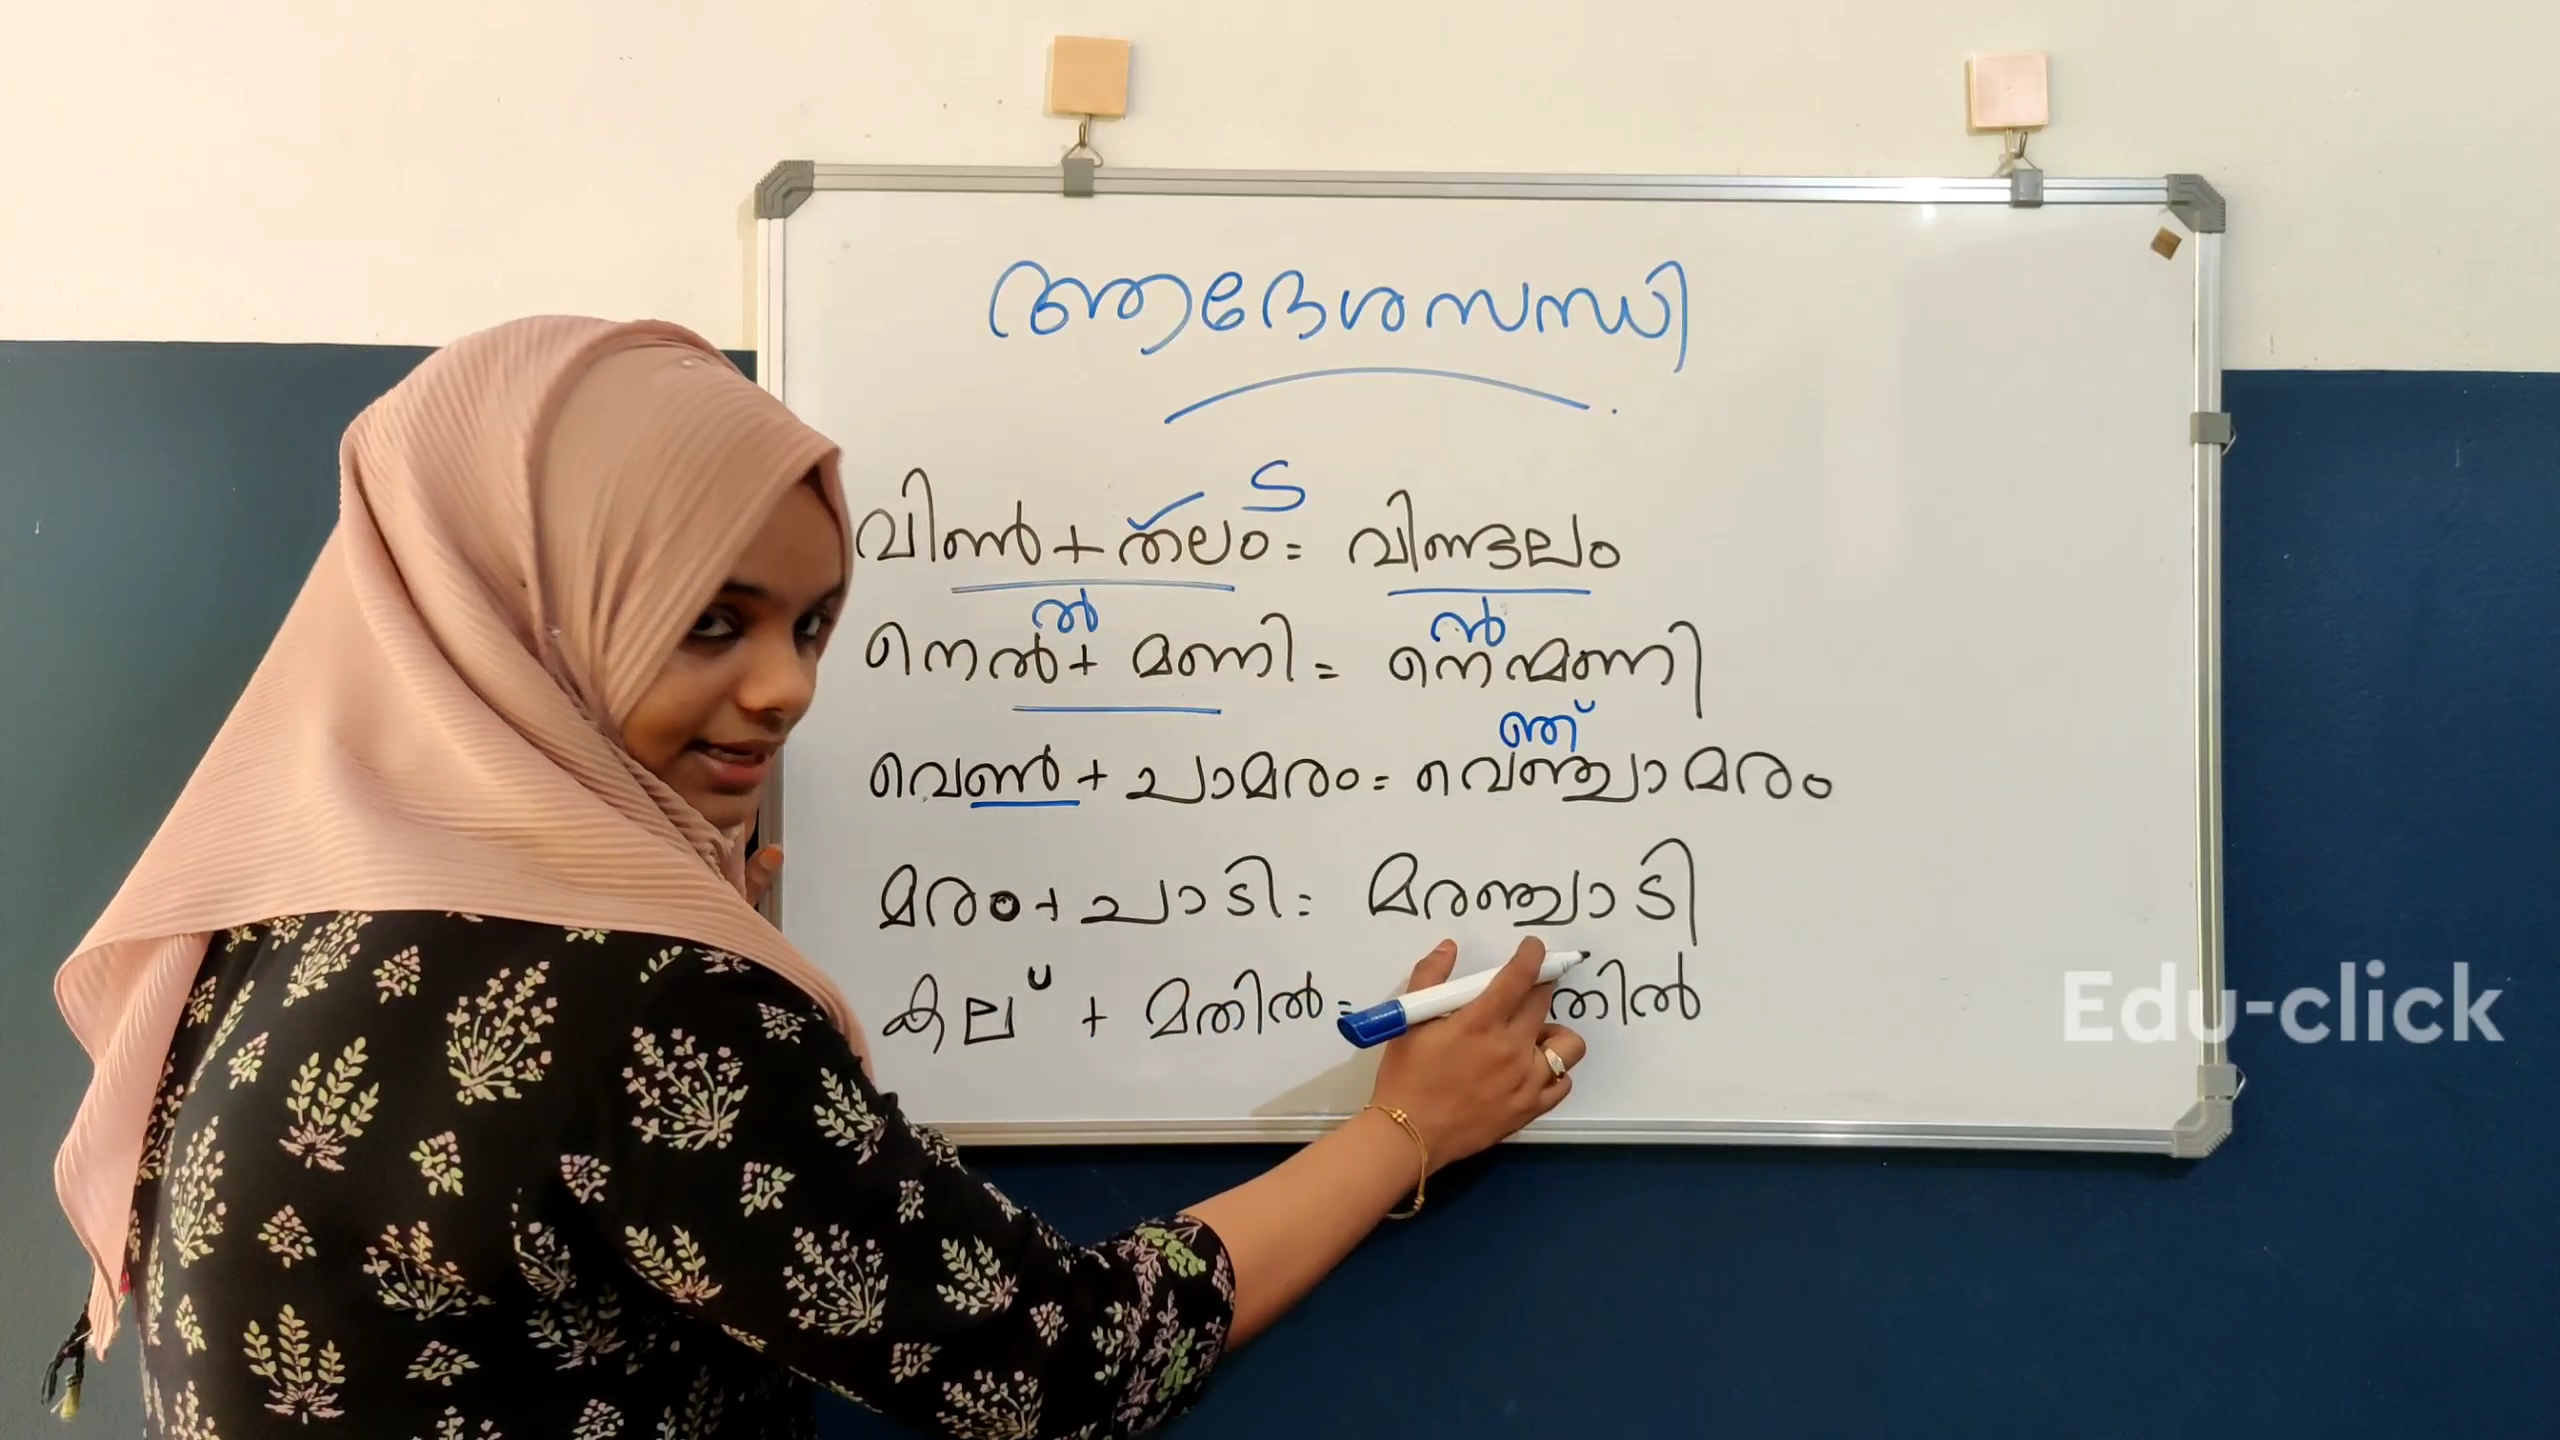 ആദേശസന്ധി
ട
വിൺ + തലം = വിണ്ടലം
ൽ ൻ
നെൽ + മണി = നെന്മണി
ഞ്
വെൺ + ചാമരം = വെഞ്ചാമരം
മരം + ചാടി = മരഞ്ചാടി
കല് + മതിൽ = തിൽ
Edu-click